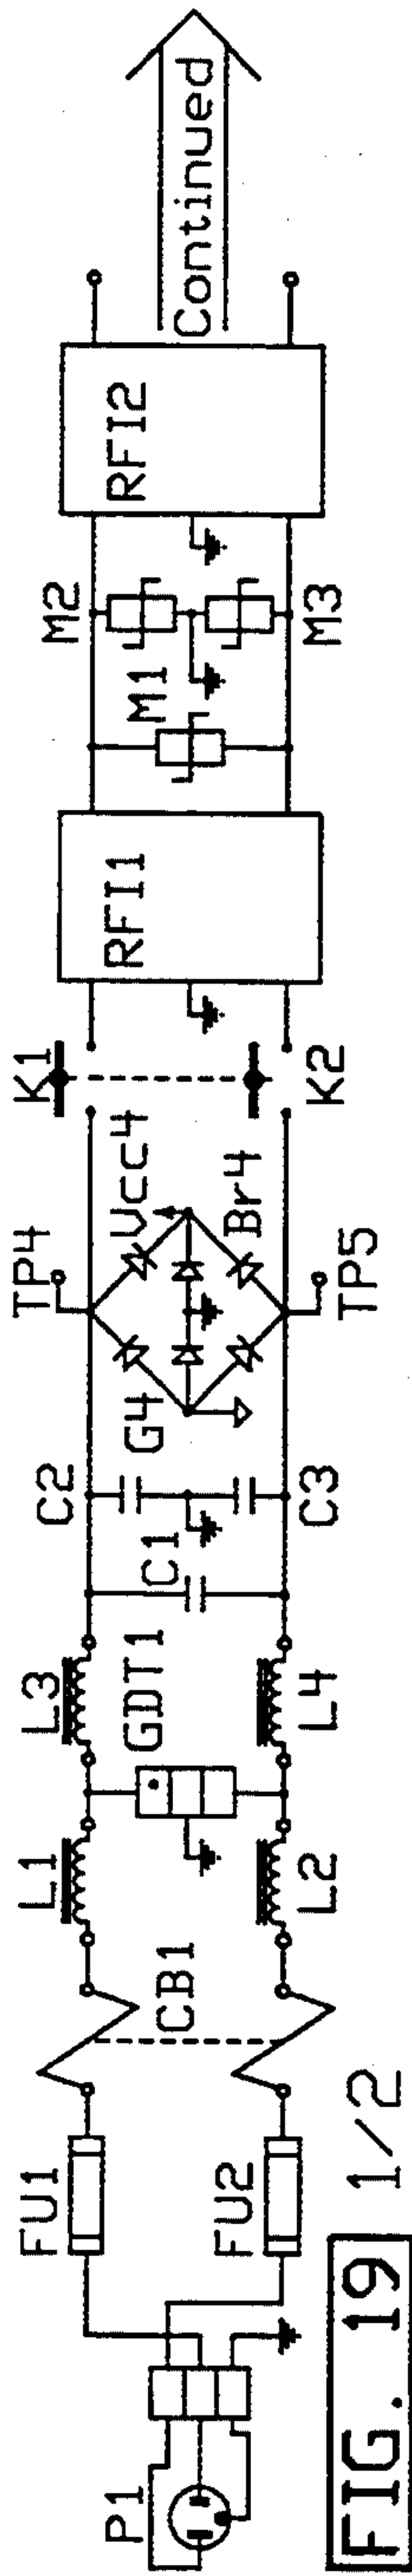 P1
FU1
FU2
CB1
L1
L2
GDT1
L3
L4
C1
C2
C3
G4
TP4
TP5
Vcc4
Br4
K1
K2
RFI1
M1
M2
M3
RFI2
Continued
FIG. 19 1/2